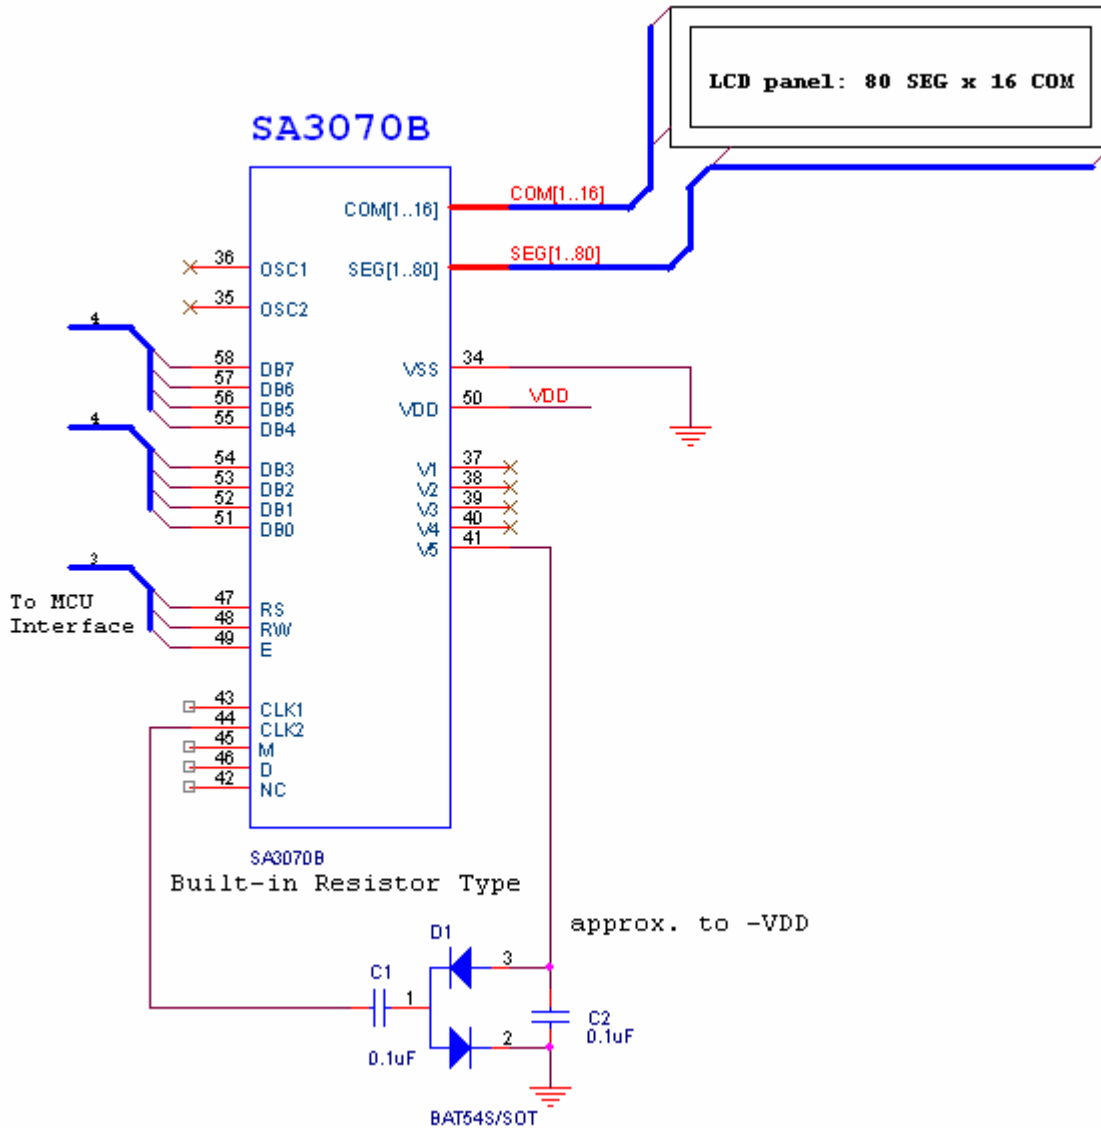 LCD panel: 80 SEG x 16 COM
SA3070B
COM[1..16]
COM[1..16]
SEG[1..80]
SEG[1..80]
36
OSC1
35
OSC2
4
58
DB7
57
DB6
56
DB5
55
DB4
4
54
DB3
53
DB2
52
DB1
51
DB0
VSS
34
VDD
50
VDD
V1
37
V2
38
V3
39
V4
40
V5
41
3
To MCU
Interface
47
RS
48
RW
49
E
43
CLK1
44
CLK2
45
M
46
D
42
NC
SA3070B
Built-in Resistor Type
approx. to -VDD
D1
3
C1
1
0.1uF
2
C2
0.1uF
BAT54S/SOT